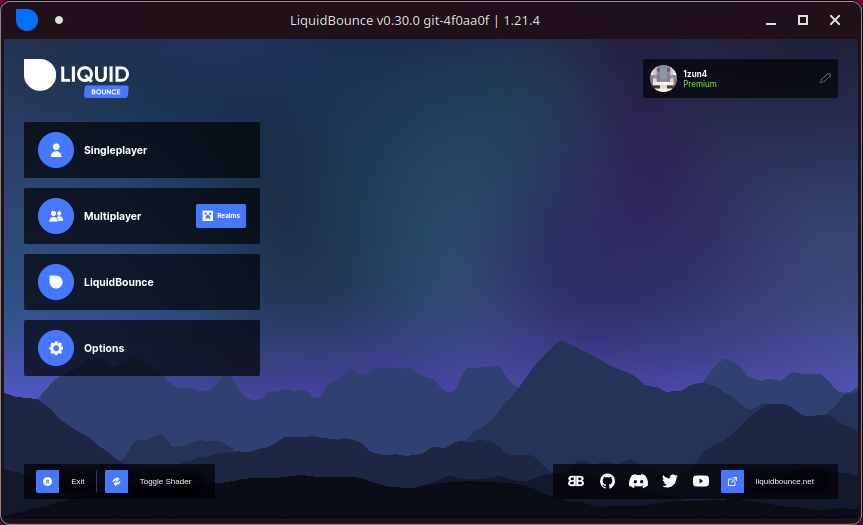 LiquidBounce v0.30.0 git-4f0aa0f | 1.21.4
LIQUID
BOUNCE
1zun4
Premium
Singleplayer
Multiplayer
Realms
LiquidBounce
Options
Exit
Toggle Shader
liquidbounce.net